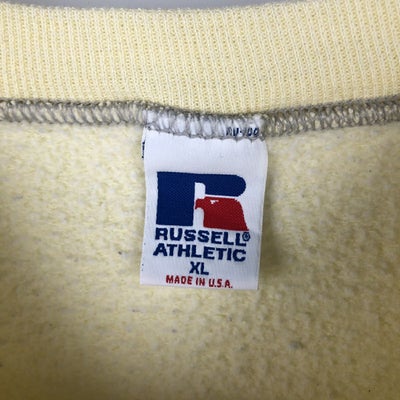 RUSSELL®
ATHLETIC
XL
MADE IN U.S.A.